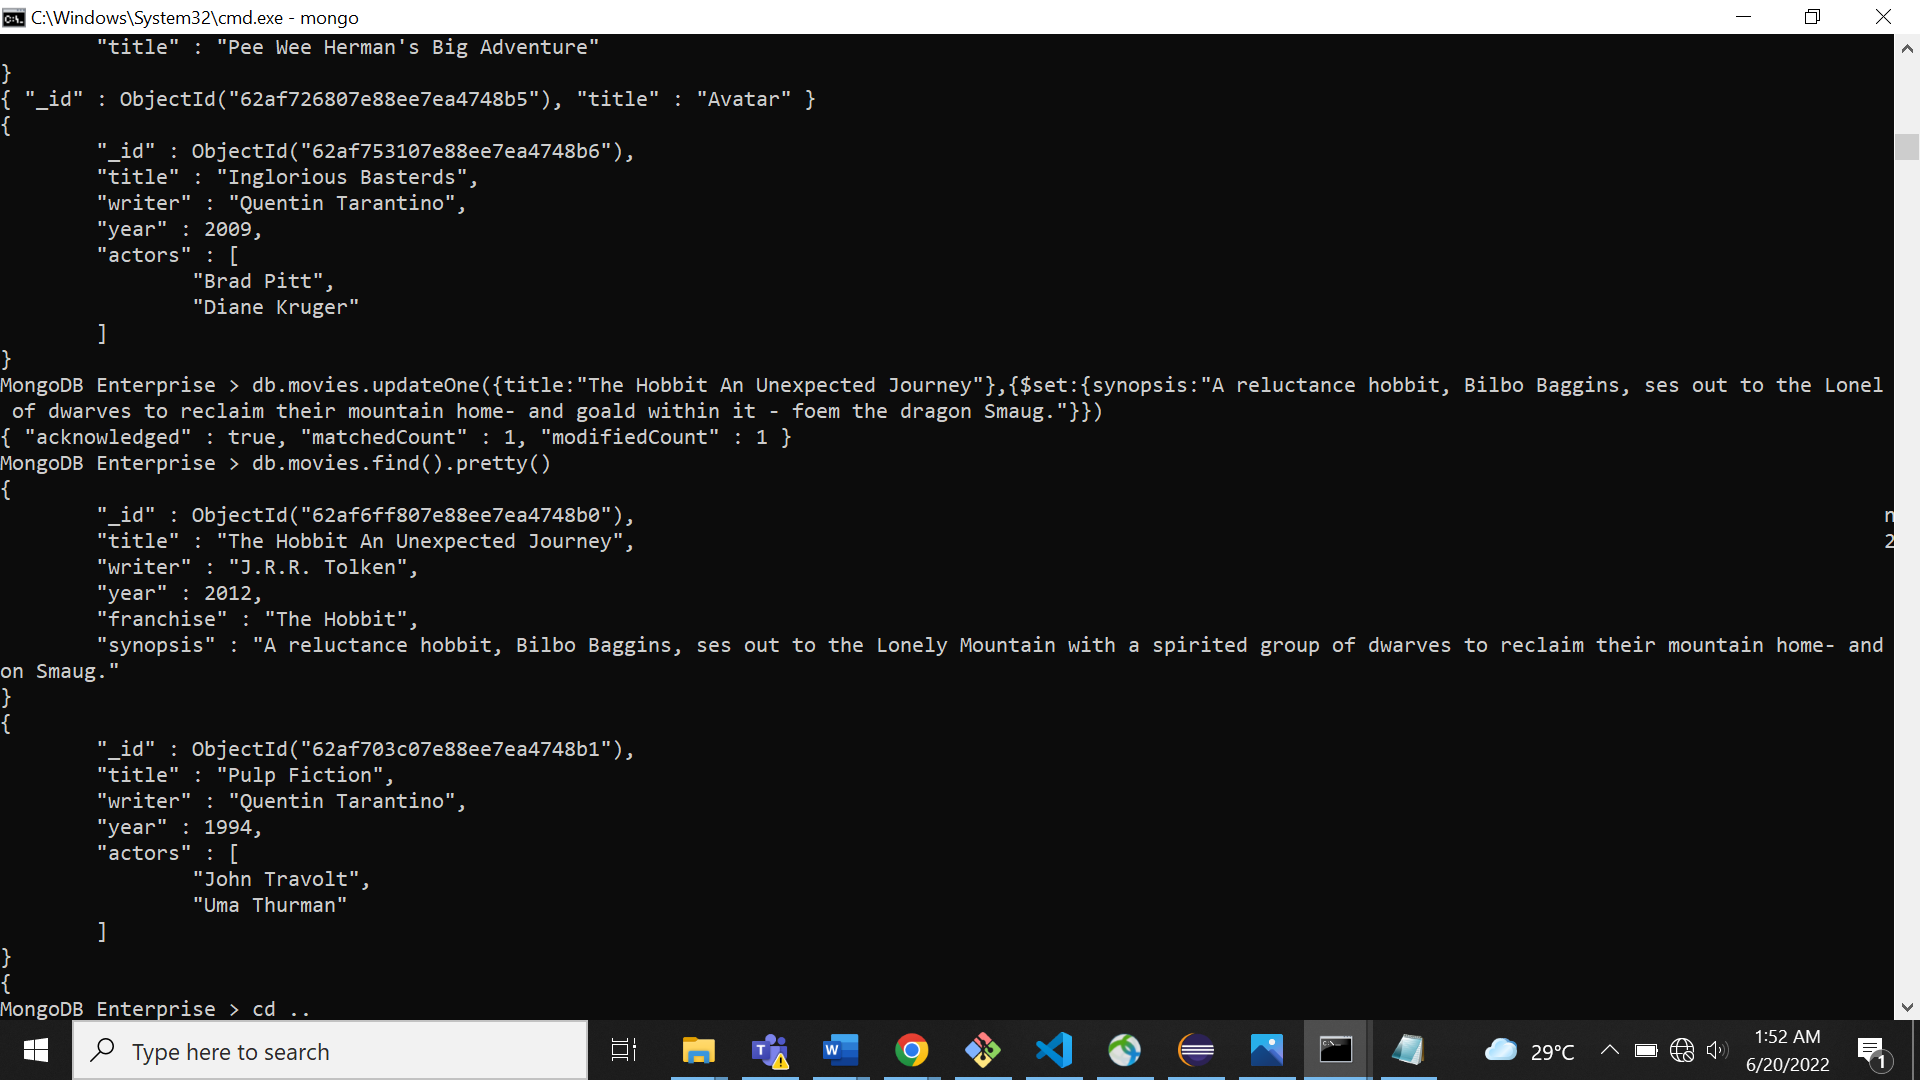 C:\Windows\System32\cmd.exe - mongo
"title" : "Pee Wee Herman's Big Adventure"
}
{ "_id" : ObjectId("62af726807e88ee7ea4748b5"), "title" : "Avatar" }
{
"_id" : ObjectId("62af753107e88ee7ea4748b6"),
"title" : "Inglorious Basterds",
"writer" : "Quentin Tarantino",
"year" : 2009,
"actors" : [
"Brad Pitt",
"Diane Kruger"
]
}
MongoDB Enterprise > db.movies.updateOne({title:"The Hobbit An Unexpected Journey"},{$set:{synopsis:"A reluctance hobbit, Bilbo Baggins, ses out to the Lonel
of dwarves to reclaim their mountain home- and goald within it - foem the dragon Smaug."}})
{ "acknowledged" : true, "matchedCount" : 1, "modifiedCount" : 1 }
MongoDB Enterprise > db.movies.find().pretty()
{
"_id" : ObjectId("62af6ff807e88ee7ea4748b0"),
n
"title" : "The Hobbit An Unexpected Journey",
2
"writer" : "J.R.R. Tolken",
"year" : 2012,
"franchise" : "The Hobbit",
"synopsis" : "A reluctance hobbit, Bilbo Baggins, ses out to the Lonely Mountain with a spirited group of dwarves to reclaim their mountain home- and
on Smaug."
}
{
"_id" : ObjectId("62af703c07e88ee7ea4748b1"),
"title" : "Pulp Fiction",
"writer" : "Quentin Tarantino",
"year" : 1994,
"actors" : [
"John Travolt",
"Uma Thurman"
]
}
{
MongoDB Enterprise > cd ..
Type here to search
29°C
1:52 AM
6/20/2022
1